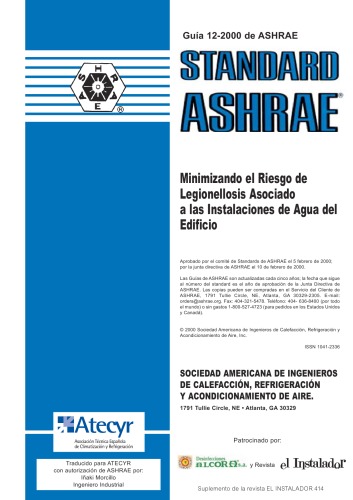 Guía 12-2000 de ASHRAE
ASHRAE
®
STANDARD
ASHRAE®
Minimizando el Riesgo de
Legionellosis Asociado
a las Instalaciones de Agua del
Edificio
Aprobado por el comité de Standards de ASHRAE el 5 febrero de 2000,
por la junta directiva de ASHRAE el 10 de febrero de 2000.
Las Guías de ASHRAE son actualizadas cada cinco años; la fecha que sigue
al número del standard es el año de aprobación de la Junta Directiva de
ASHRAE. Las copias pueden ser compradas en el Servicio del Cliente de
ASHRAE, 1791 Tullie Circle, NE, Atlanta, GA 30329-2305. E-mail:
orders@ashrae.org. Fax: 404-321-5478. Teléfono: 404- 636-8400 (por todo
el mundo) o sin gastos 1-800-527-4723 (para pedidos en los Estados Unidos
y Canadá).
© 2000 Sociedad Americana de Ingenieros de Calefacción, Refrigeración y
Acondicionamiento de Aire, Inc.
ISSN 1041-2336
SOCIEDAD AMERICANA DE INGENIEROS
DE CALEFACCIÓN, REFRIGERACIÓN
Y ACONDICIONAMIENTO DE AIRE.
1791 Tullie Circle, NE • Atlanta, GA 30329
Atecyr
Asociación Técnica Española
de Climatización y Refrigeración
Traducido para ATECYR
con autorización de ASHRAE por:
Iñaki Morcillo
Ingeniero Industrial
Patrocinado por:
Desinfecciones
ALCORA S.A. y Revista el Instalador
Suplemento de la revista EL INSTALADOR 414